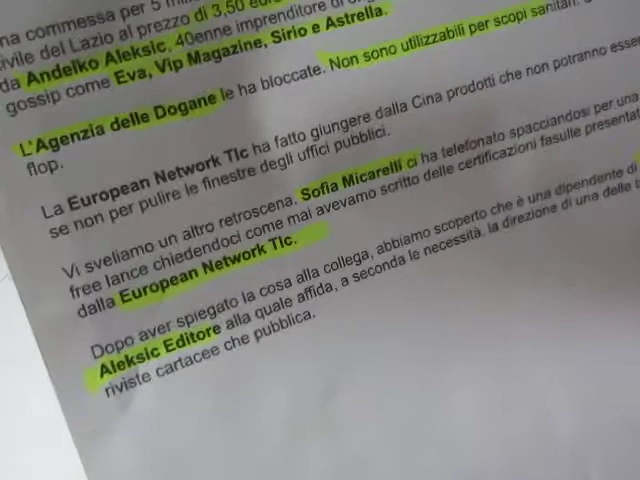 na commessa per 5
ivile del Lazio al prezzo di 3,50 euro
da Andelko Aleksic, 40enne imprenditore di
gossip come Eva, Vip Magazine, Sirio e Astrella.
L'Agenzia delle Dogane le ha bloccate. Non sono utilizzabili per scopi sanitari.
flop.
La European Network Tlc ha fatto giungere dalla Cina prodotti che non potranno esser
se non per pulire le finestre degli uffici pubblici.
Vi sveliamo un altro retroscena. Sofia Micarelli ci ha telefonato spacciandosi per una
free lance chiedendoci come mai avevamo scritto delle certificazioni fasulle presentat
dalla European Network Tlc.
Dopo aver spiegato la cosa alla collega, abbiamo scoperto che è una dipendente di
Aleksic Editore alla quale affida, a seconda le necessità, la direzione di una delle
riviste cartacee che pubblica.